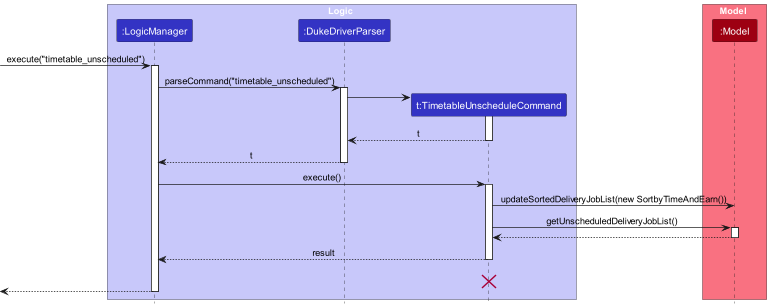 Logic
Model
:LogicManager
:DukeDriverParser
:Model
execute("timetable_unscheduled")
parseCommand("timetable_unscheduled")
t:TimetableUnscheduleCommand
t
t
execute()
updateSortedDeliveryJobList(new SortbyTimeAndEarn())
getUnscheduledDeliveryJobList()
result